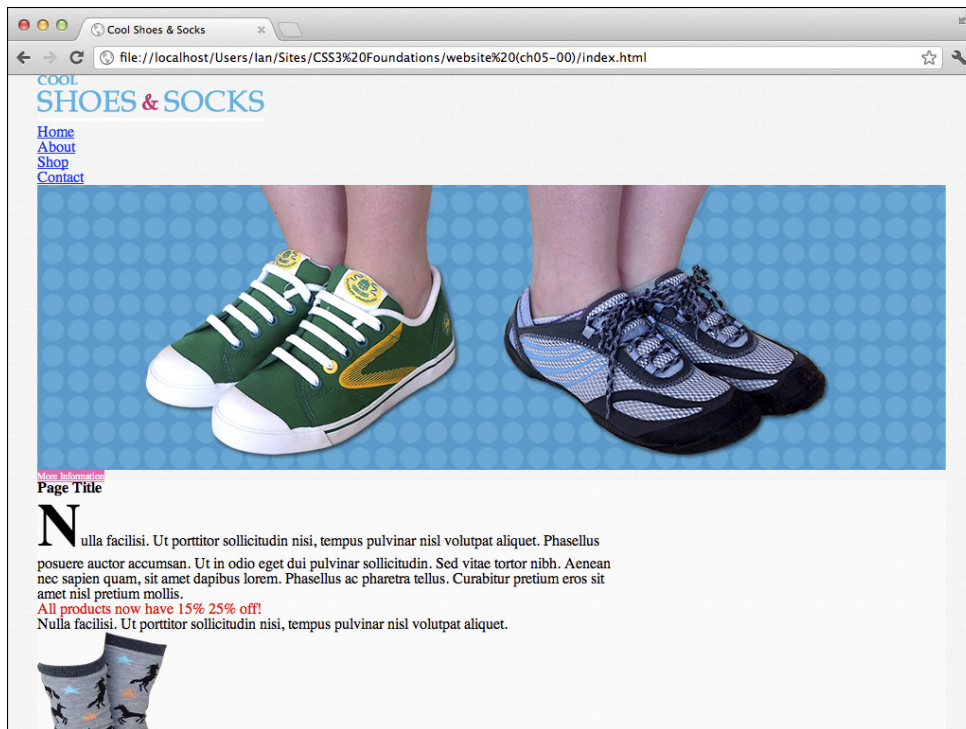 Cool Shoes & Socks
file://localhost/Users/Ian/Sites/CSS3%20Foundations/website%20(ch05-00)/index.html
COOL
SHOES & SOCKS
Home
About
Shop
Contact
More Information
Page Title
Nulla facilisi. Ut porttitor sollicitudin nisi, tempus pulvinar nisl volutpat aliquet. Phasellus
posuere auctor accumsan. Ut in odio eget dui pulvinar sollicitudin. Sed vitae tortor nibh. Aenean
nec sapien quam, sit amet dapibus lorem. Phasellus ac pharetra tellus. Curabitur pretium eros sit
amet nisl pretium mollis.
All products now have 15% 25% off!
Nulla facilisi. Ut porttitor sollicitudin nisi, tempus pulvinar nisl volutpat aliquet.